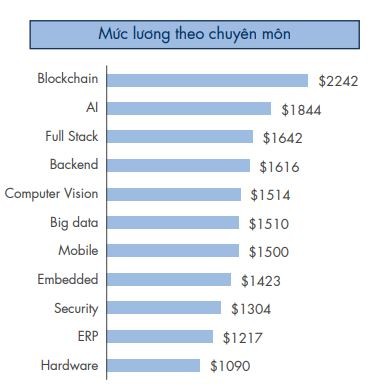 Mức lương theo chuyên môn
Blockchain $2242
AI $1844
Full Stack $1642
Backend $1616
Computer Vision $1514
Big data $1510
Mobile $1500
Embedded $1423
Security $1304
ERP $1217
Hardware $1090